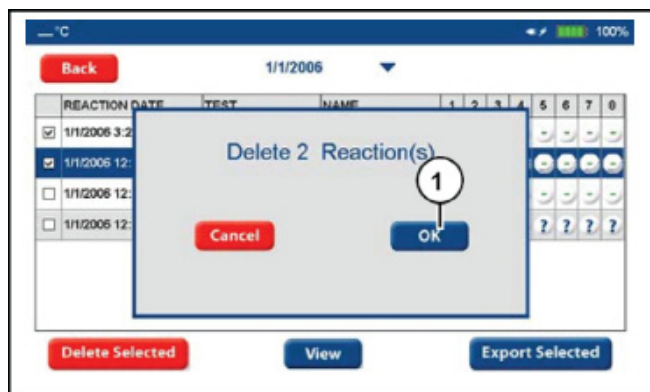 __°C 100%
Back 1/1/2006
REACTION DATE TEST NAME 1 2 3 4 5 6 7 8
1/1/2006 3:2 - - - -
1/1/2006 12: - - - -
1/1/2006 12: - - - -
1/1/2006 12: ? ? ? ?
Delete 2 Reaction(s)
1
Cancel OK
Delete Selected View Export Selected